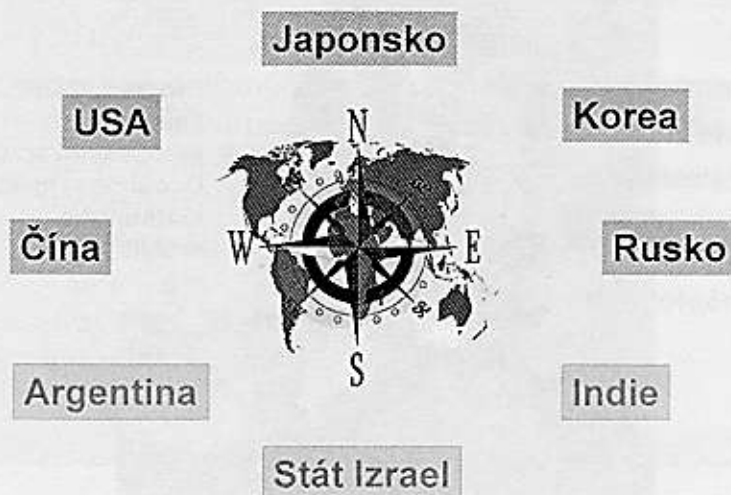 Japonsko
USA
Korea
N
Čína
W
E
Rusko
S
Argentina
Indie
Stát Izrael